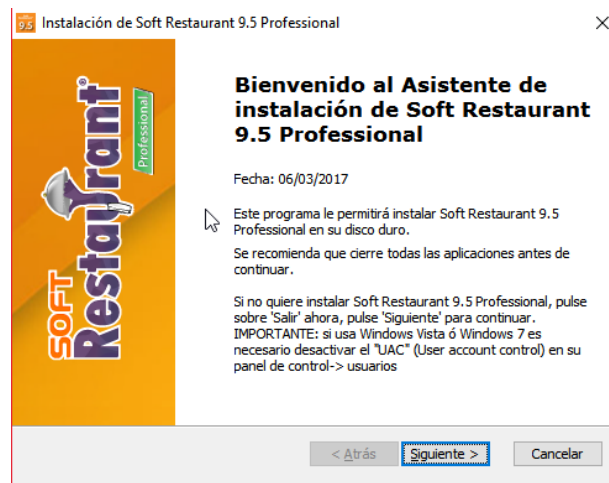 9.5 Instalación de Soft Restaurant 9.5 Professional
SOFT
Restaurant
Professional
Bienvenido al Asistente de
instalación de Soft Restaurant
9.5 Professional
Fecha: 06/03/2017
Este programa le permitirá instalar Soft Restaurant 9.5
Professional en su disco duro.
Se recomienda que cierre todas las aplicaciones antes de
continuar.
Si no quiere instalar Soft Restaurant 9.5 Professional, pulse
sobre 'Salir' ahora, pulse 'Siguiente' para continuar.
IMPORTANTE: si usa Windows Vista ó Windows 7 es
necesario desactivar el "UAC" (User account control) en su
panel de control-> usuarios
< Atrás
Siguiente >
Cancelar